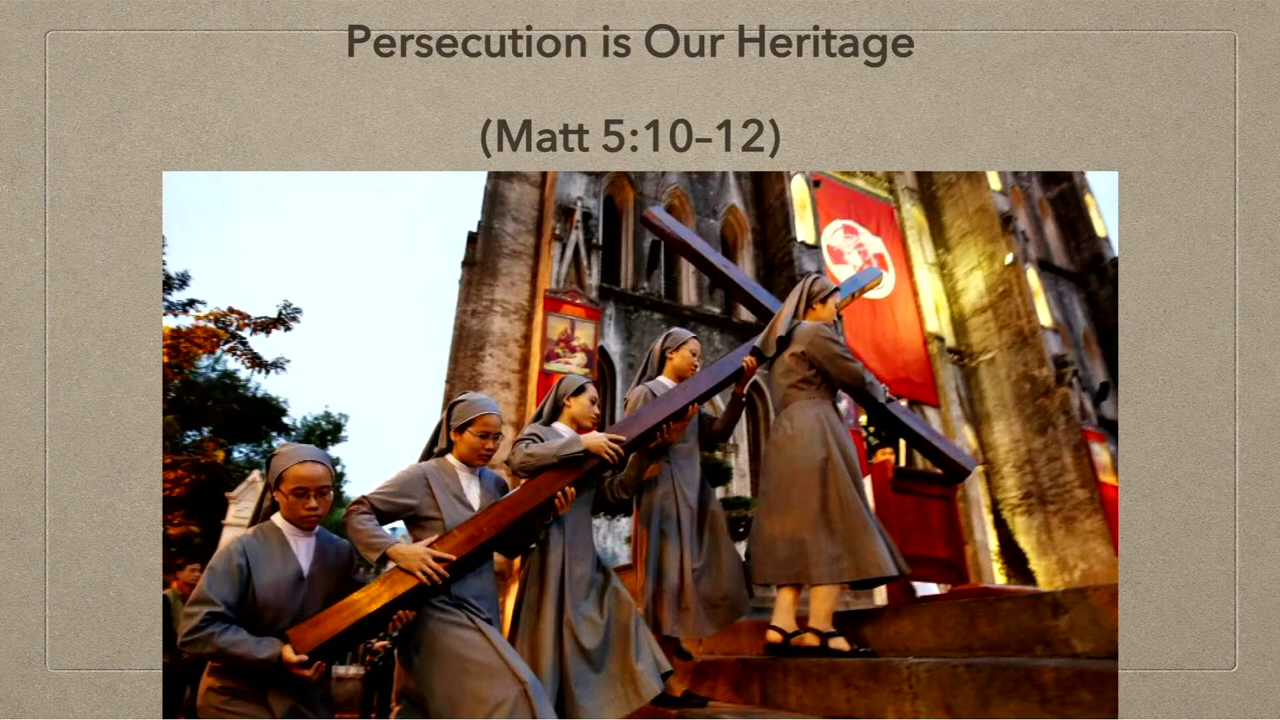 Persecution is Our Heritage
(Matt 5:10–12)